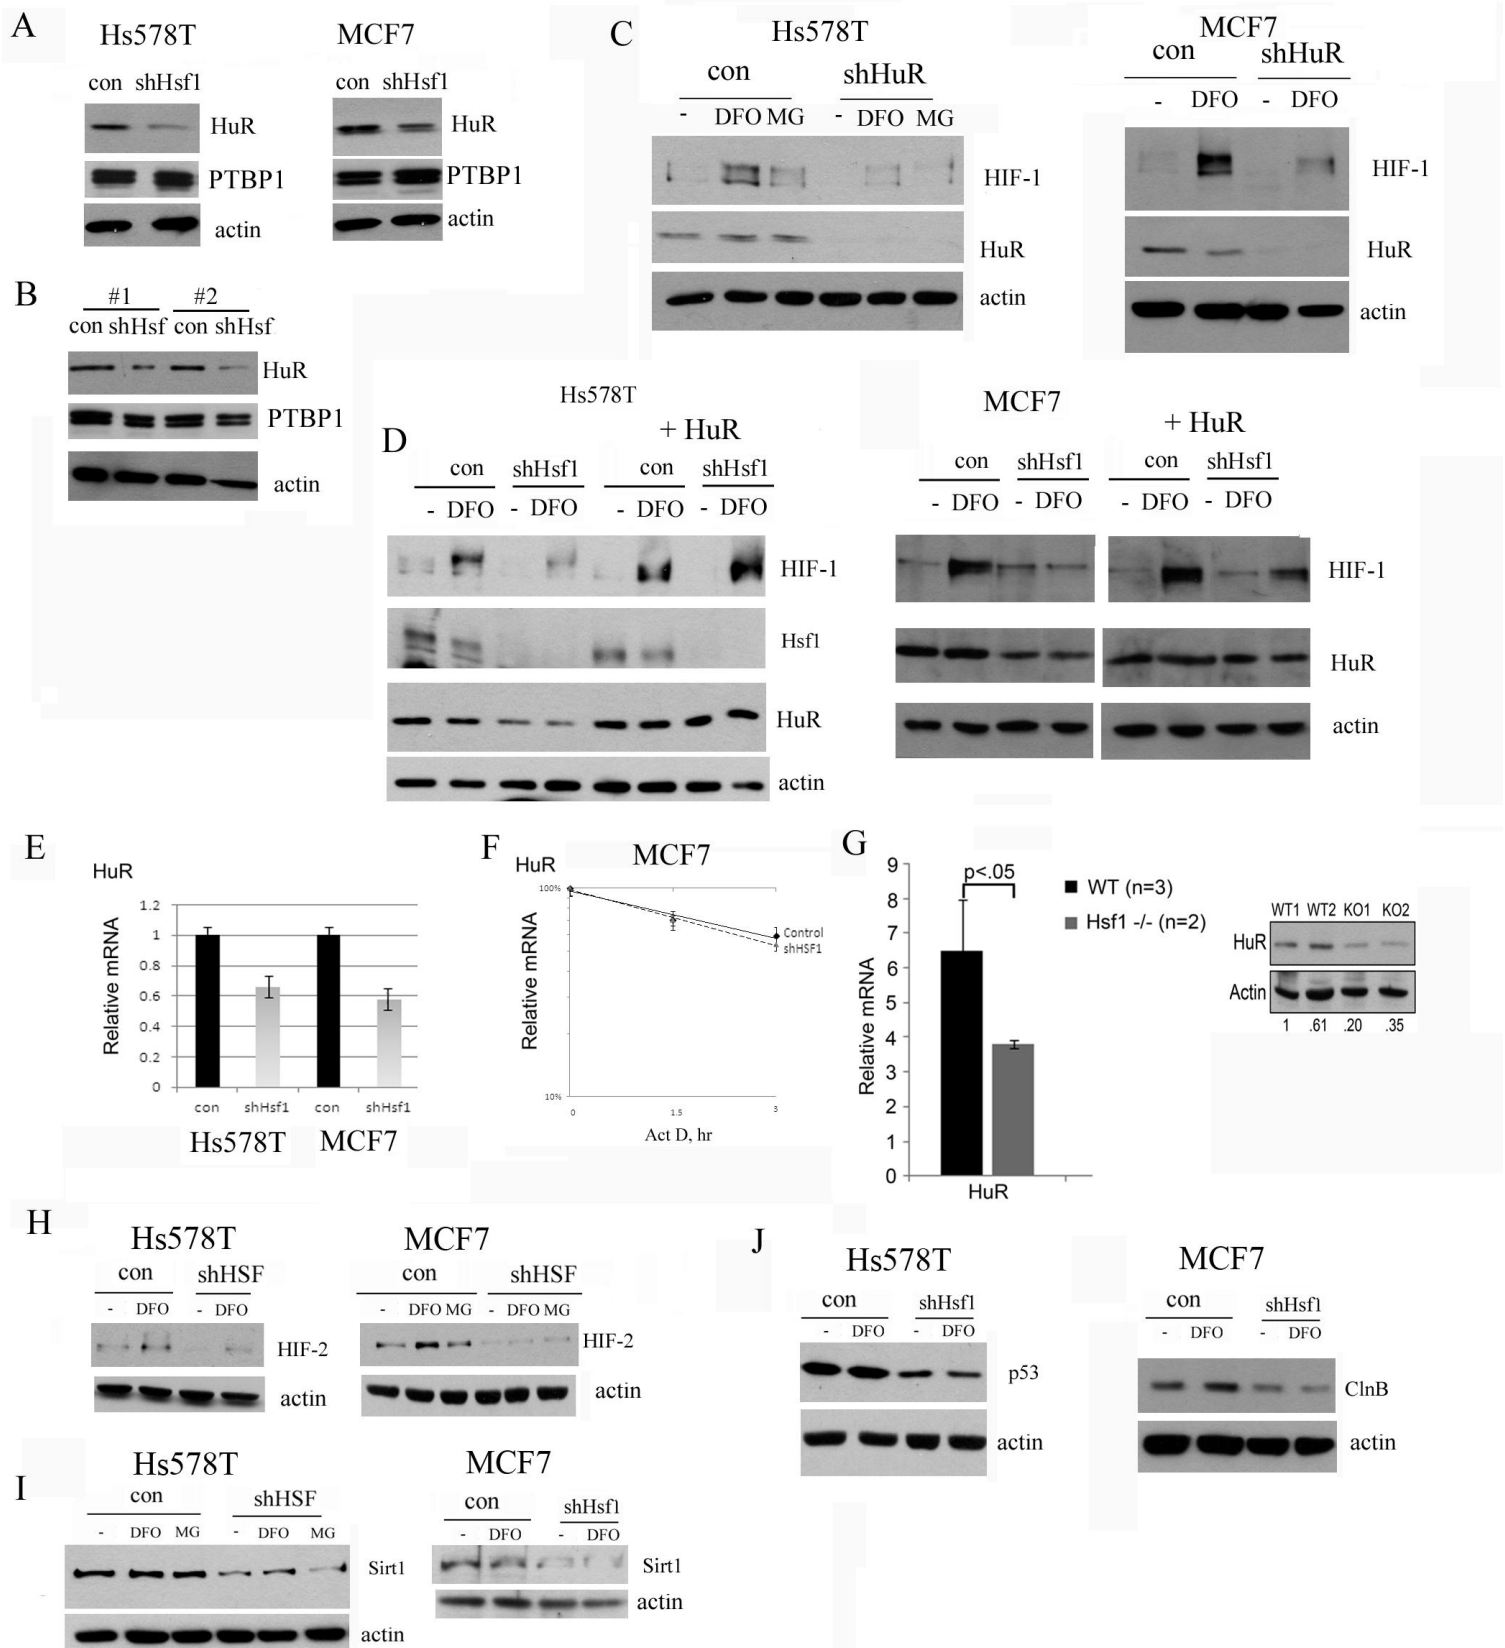 A
Hs578T
MCF7
con shHsf1
con shHsf1
HuR
HuR
PTBP1
PTBP1
actin
actin
B
#1 #2
con shHsf con shHsf
HuR
PTBP1
actin
C
Hs578T
con shHuR
- DFO MG - DFO MG
HIF-1
HuR
actin
MCF7
con shHuR
- DFO - DFO
HIF-1
HuR
actin
D
Hs578T
+ HuR
con shHsf1 con shHsf1
- DFO - DFO - DFO - DFO
HIF-1
Hsf1
HuR
actin
MCF7
+ HuR
con shHsf1 con shHsf1
- DFO - DFO - DFO - DFO
HIF-1
HuR
actin
E
HuR
Relative mRNA
1.2
1
0.8
0.6
0.4
0.2
0
con shHsf1 con shHsf1
Hs578T MCF7
F
HuR
MCF7
Relative mRNA
100%
10%
Control
shHSF1
0 1.5 3
Act D, hr
G
Relative mRNA
9
8
7
6
5
4
3
2
1
0
p<.05
HuR
WT (n=3)
Hsf1 -/- (n=2)
WT1 WT2 KO1 KO2
HuR
Actin
1 .61 .20 .35
H
Hs578T
con shHSF
- DFO - DFO
HIF-2
actin
MCF7
con shHSF
- DFO MG - DFO MG
HIF-2
actin
I
Hs578T
con shHSF
- DFO MG - DFO MG
Sirt1
actin
MCF7
con shHsf1
- DFO - DFO
Sirt1
actin
J
Hs578T
con shHsf1
- DFO - DFO
p53
actin
MCF7
con shHsf1
- DFO - DFO
ClnB
actin